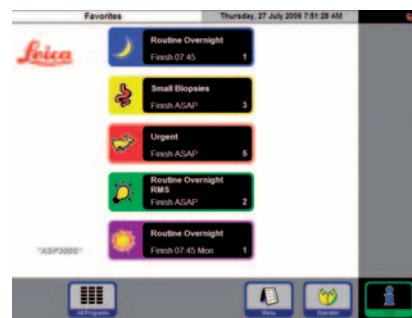 Favorites
Thursday, 27 July 2006 7:51:28 AM
Leica
Routine Overnight
Finish 07:45 1
Small Biopsies
Finish ASAP 3
Urgent
Finish ASAP 5
Routine Overnight
RMS
Finish ASAP 2
Routine Overnight
Finish 07:45 Mon 1
"ASP300S"
All Programs
Menu
Operator